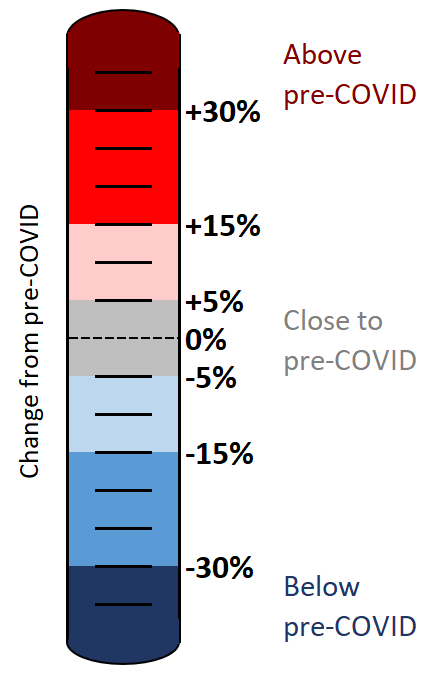 Above
pre-COVID
+30%
+15%
+5%
0%
-5%
-15%
-30%
Close to
pre-COVID
Below
pre-COVID
Change from pre-COVID